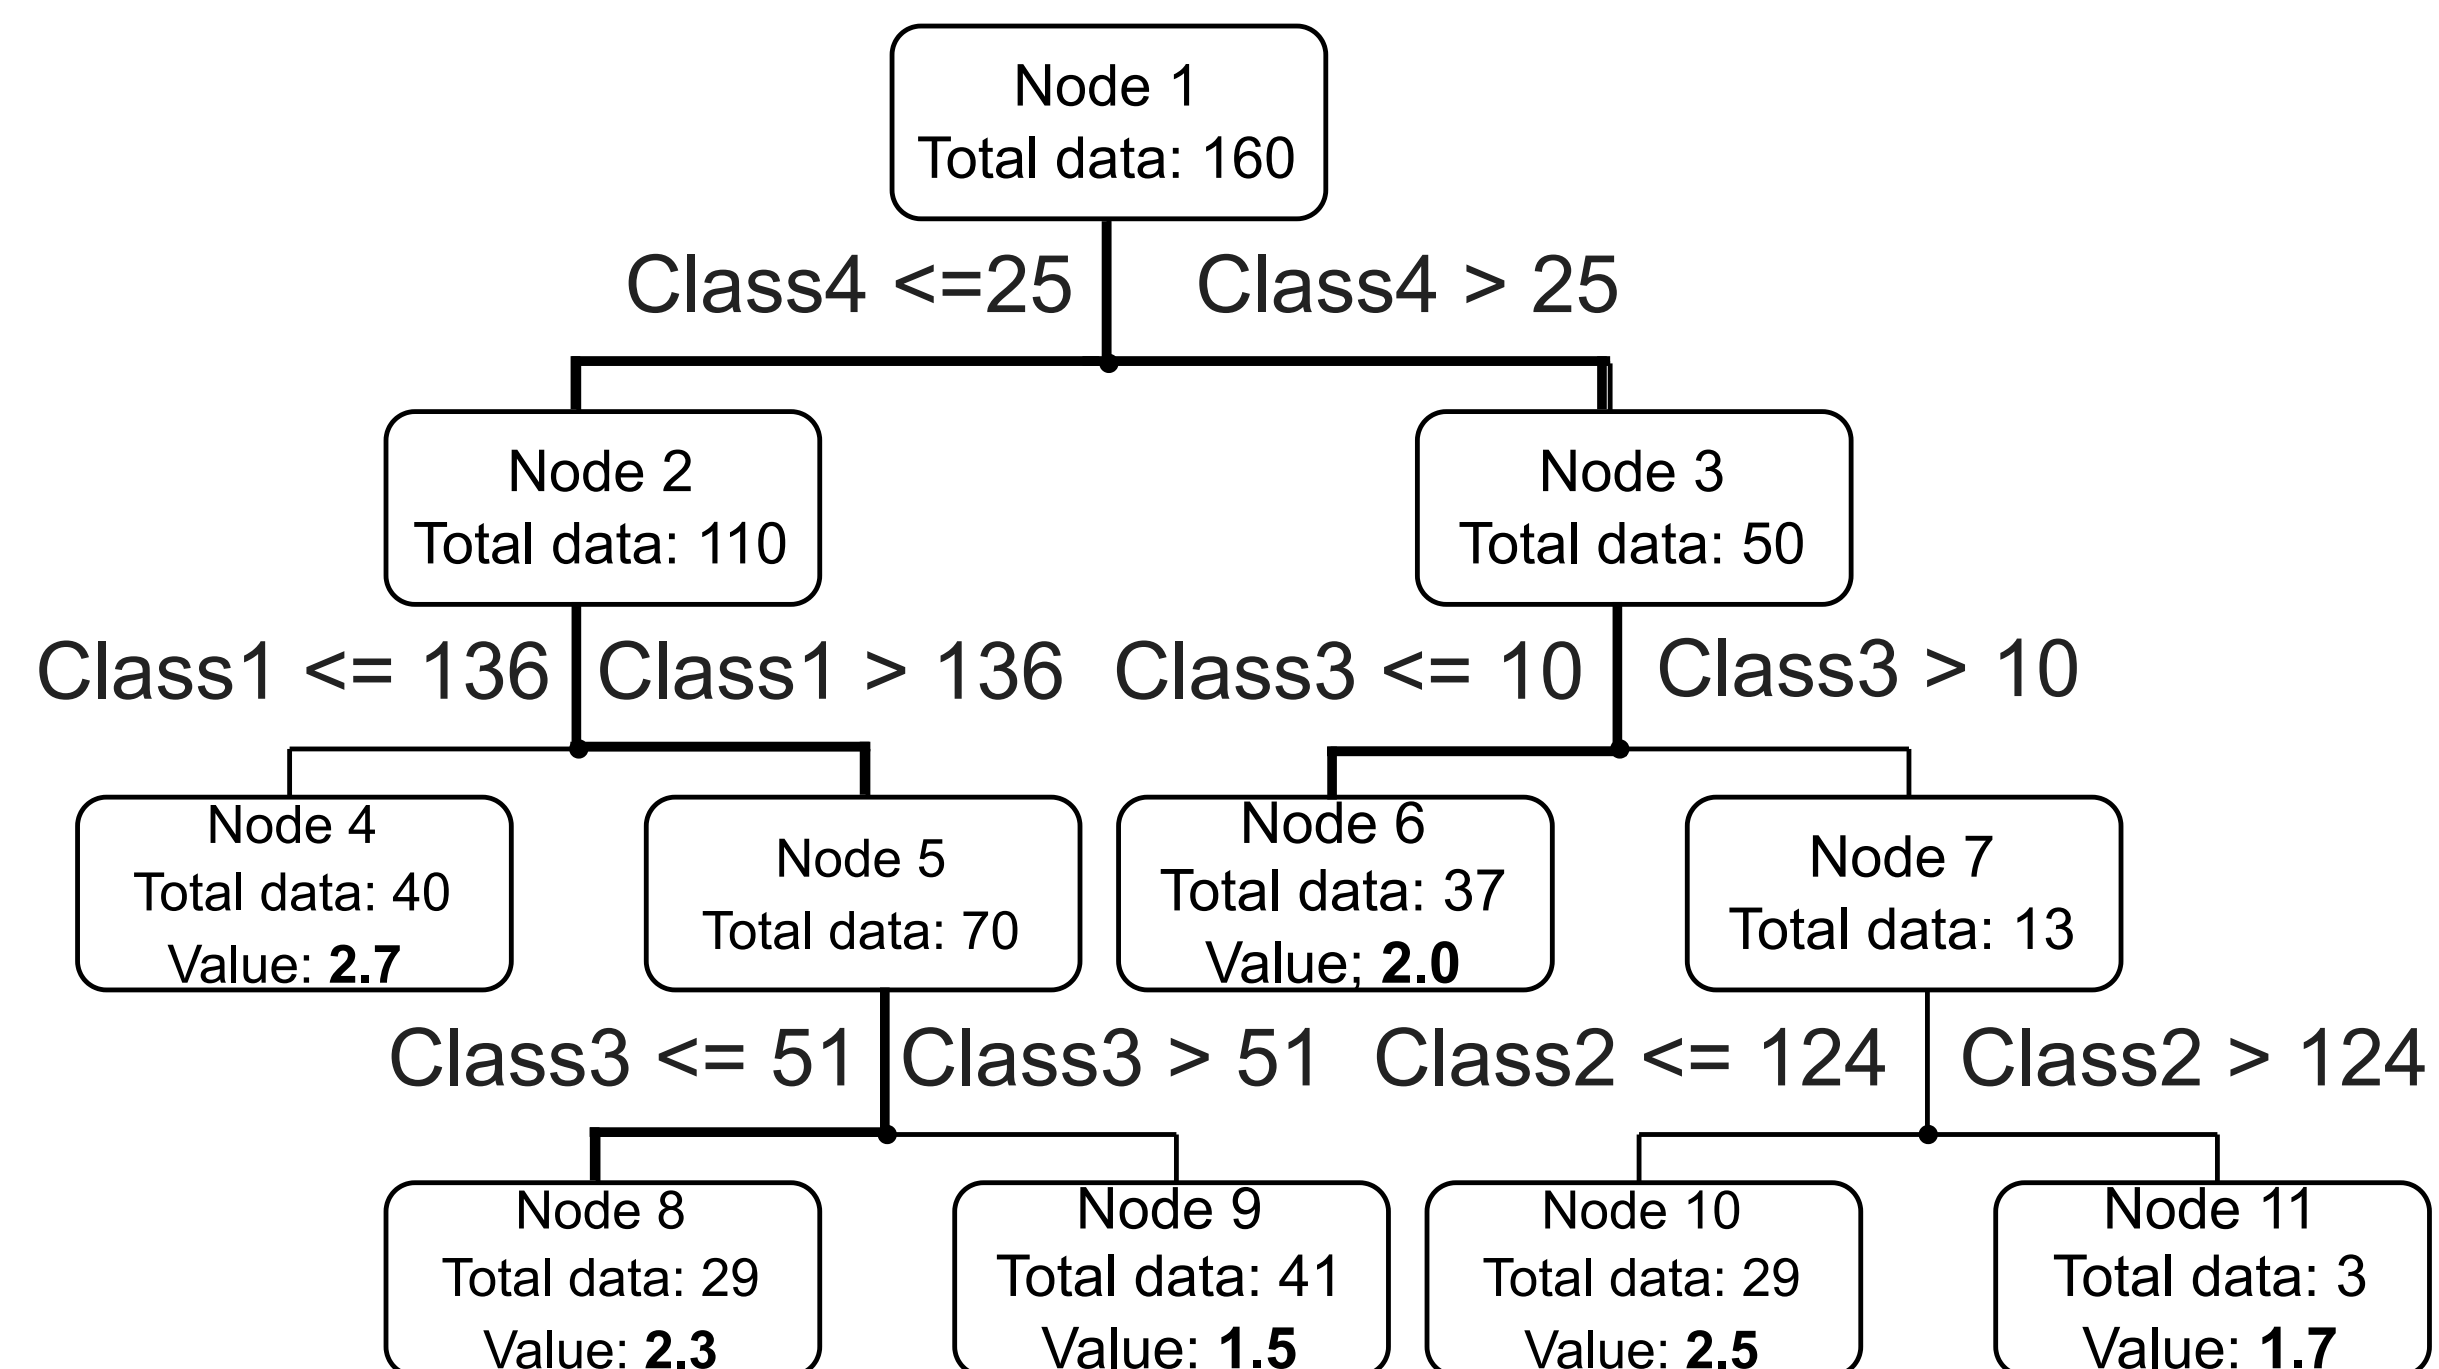 Node 1
Total data: 160
Class4 <=25
Class4 > 25
Node 2
Total data: 110
Node 3
Total data: 50
Class1 <= 136
Class1 > 136
Class3 <= 10
Class3 > 10
Node 4
Total data: 40
Value: 2.7
Node 5
Total data: 70
Node 6
Total data: 37
Value; 2.0
Node 7
Total data: 13
Class3 <= 51
Class3 > 51
Class2 <= 124
Class2 > 124
Node 8
Total data: 29
Value: 2.3
Node 9
Total data: 41
Value: 1.5
Node 10
Total data: 29
Value: 2.5
Node 11
Total data: 3
Value: 1.7